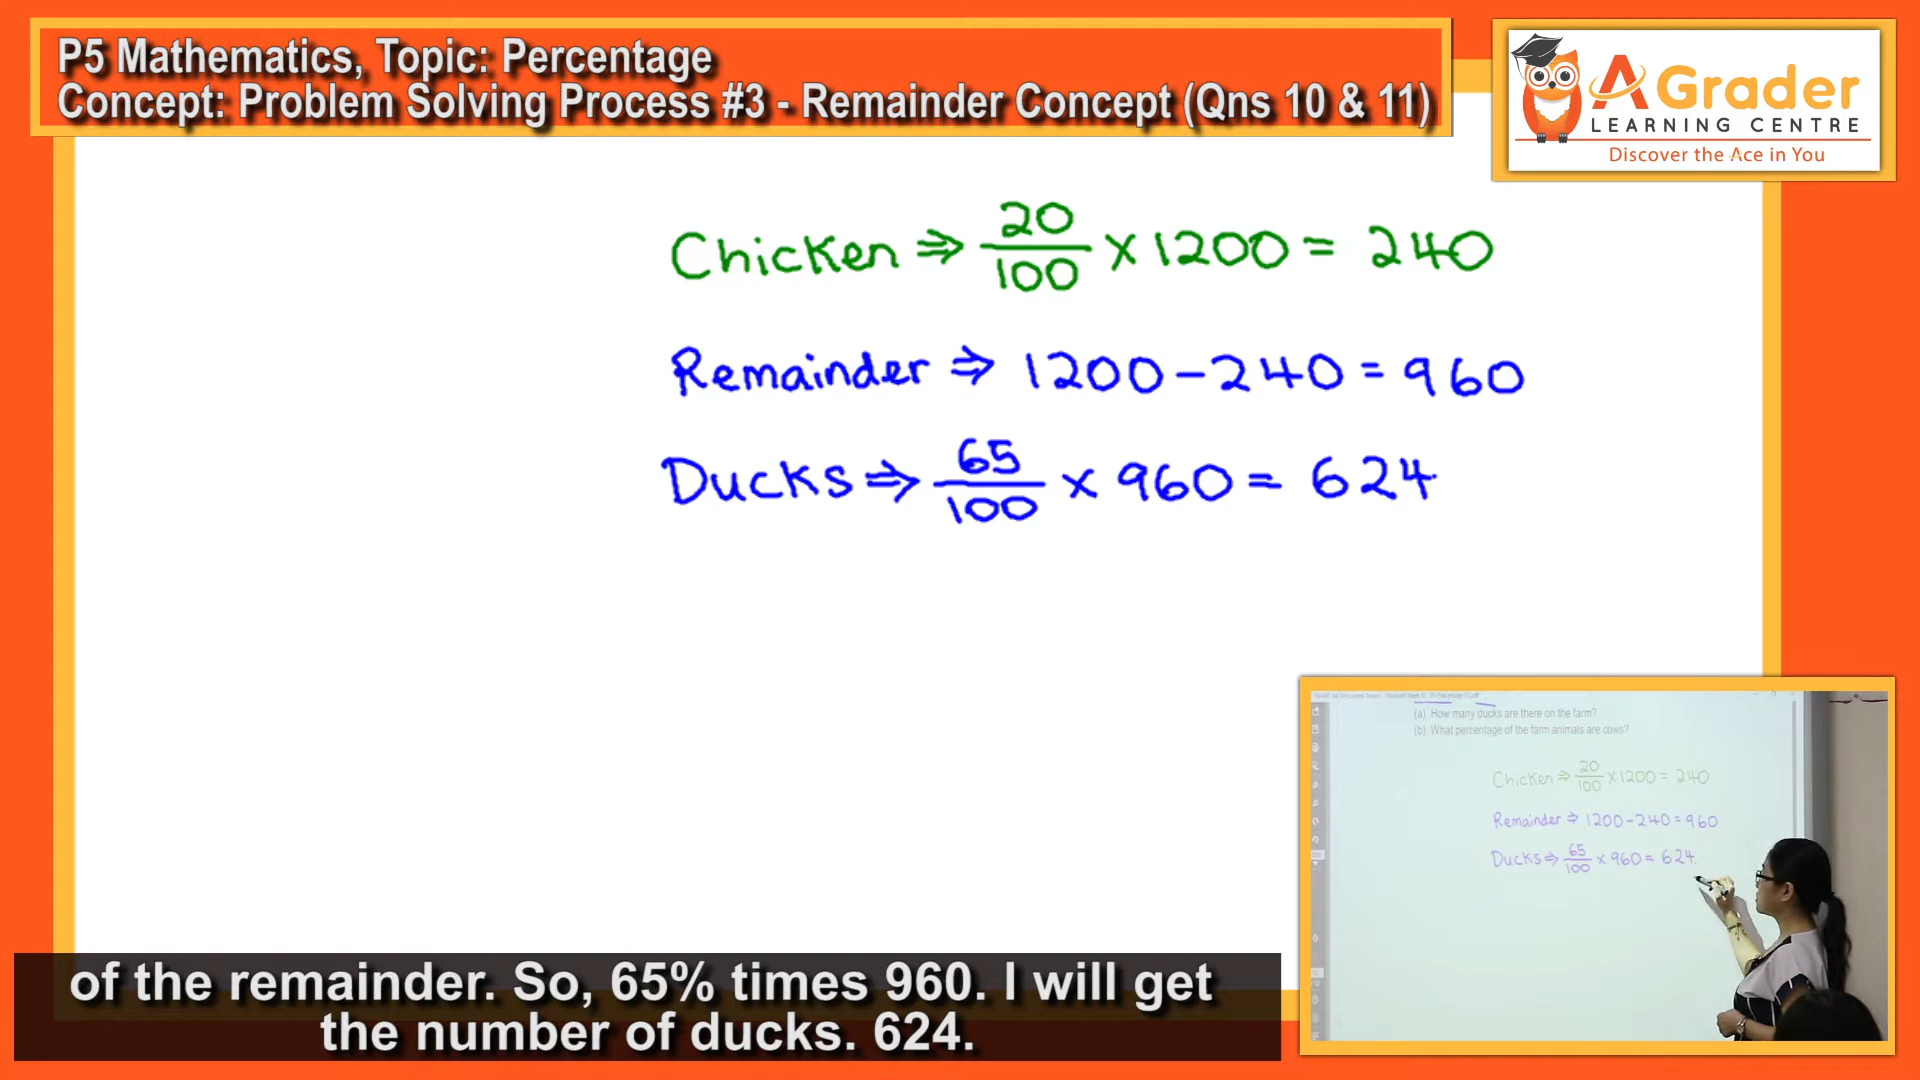 P5 Mathematics, Topic: Percentage
Concept: Problem Solving Process #3 - Remainder Concept (Qns 10 & 11)
A Grader
LEARNING CENTRE
Discover the Ace in You
Chicken ⇒ 20/100 × 1200 = 240
Remainder ⇒ 1200 – 240 = 960
Ducks ⇒ 65/100 × 960 = 624
(a) How many ducks are there on the farm?
(b) What percentage of the farm animals are cows?
Chicken ⇒ 20/100 × 1200 = 240
Remainder ⇒ 1200 – 240 = 960
Ducks ⇒ 65/100 × 960 = 624.
of the remainder. So, 65% times 960. I will get
the number of ducks. 624.